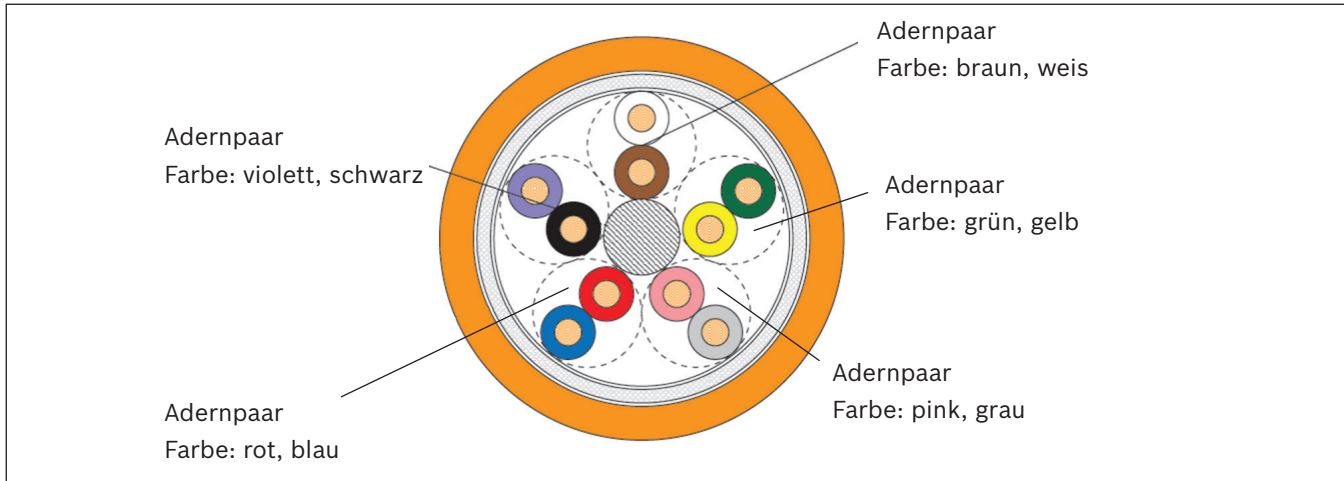 Adernpaar
Farbe: braun, weis
Adernpaar
Farbe: violett, schwarz
Adernpaar
Farbe: grün, gelb
Adernpaar
Farbe: pink, grau
Adernpaar
Farbe: rot, blau